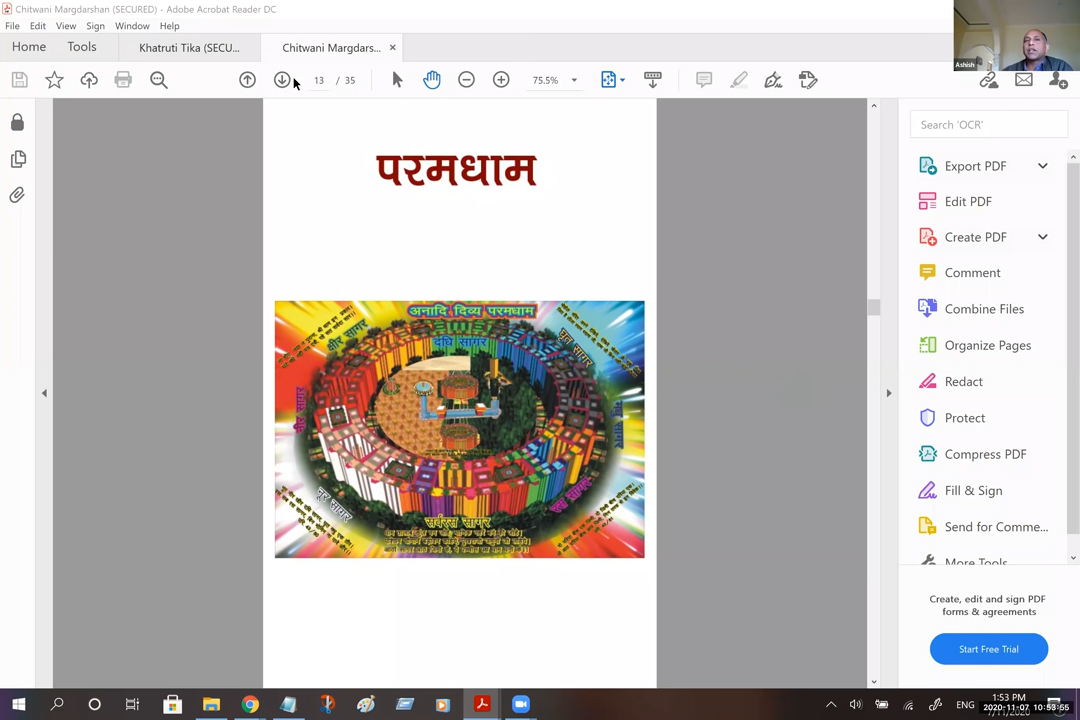 Chitwani Margdarshan (SECURED) - Adobe Acrobat Reader DC
File Edit View Sign Window Help
Home Tools Khatruti Tika (SECU... Chitwani Margdars... ×
13 / 35 75.5%
Ashish
परमधाम
अनादि दिव्य परमधाम
क्षीर सागर
दधि सागर
घृत सागर
नीर सागर
नूर सागर
सर्वरस सागर
Search 'OCR'
Export PDF
Edit PDF
Create PDF
Comment
Combine Files
Organize Pages
Redact
Protect
Compress PDF
Fill & Sign
Send for Comme...
More Tools
Create, edit and sign PDF
forms & agreements
Start Free Trial
ENG
1:53 PM
2020-11-07 10:53:55